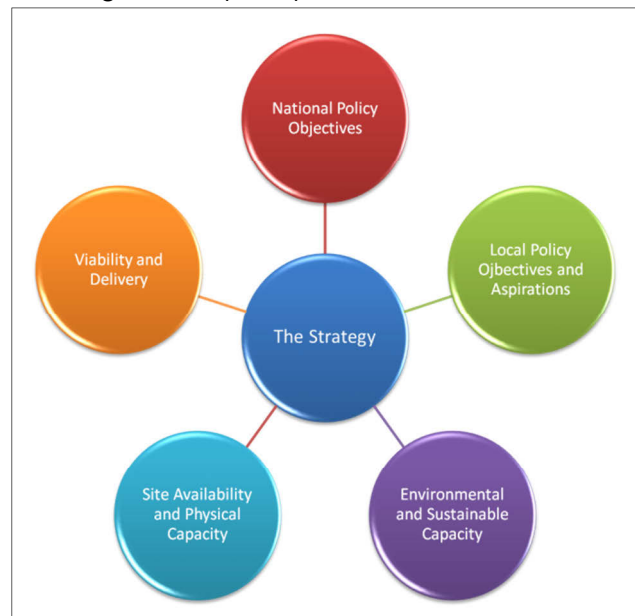 National Policy
Objectives
Viability and
Delivery
Local Policy
Ojbectives and
Aspirations
The Strategy
Site Availability
and Physical
Capacity
Environmental
and Sustainable
Capacity